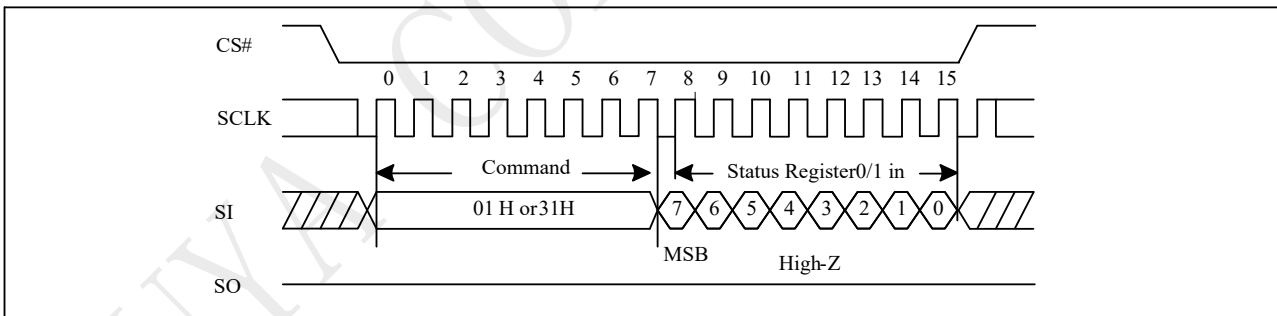 CS#
0 1 2 3 4 5 6 7 8 9 10 11 12 13 14 15
SCLK
Command Status Register0/1 in
SI 01 H or31H 7 6 5 4 3 2 1 0
MSB
High-Z
SO